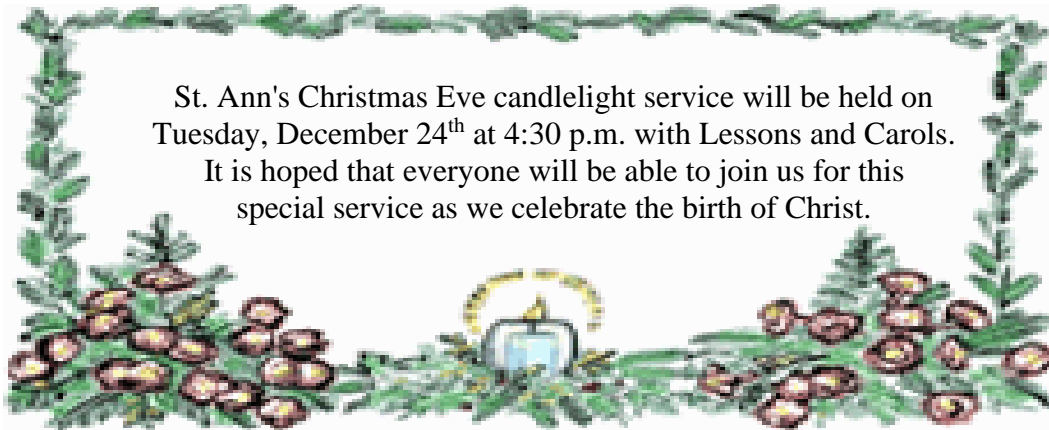 St. Ann's Christmas Eve candlelight service will be held on
Tuesday, December 24th at 4:30 p.m. with Lessons and Carols.
It is hoped that everyone will be able to join us for this
special service as we celebrate the birth of Christ.